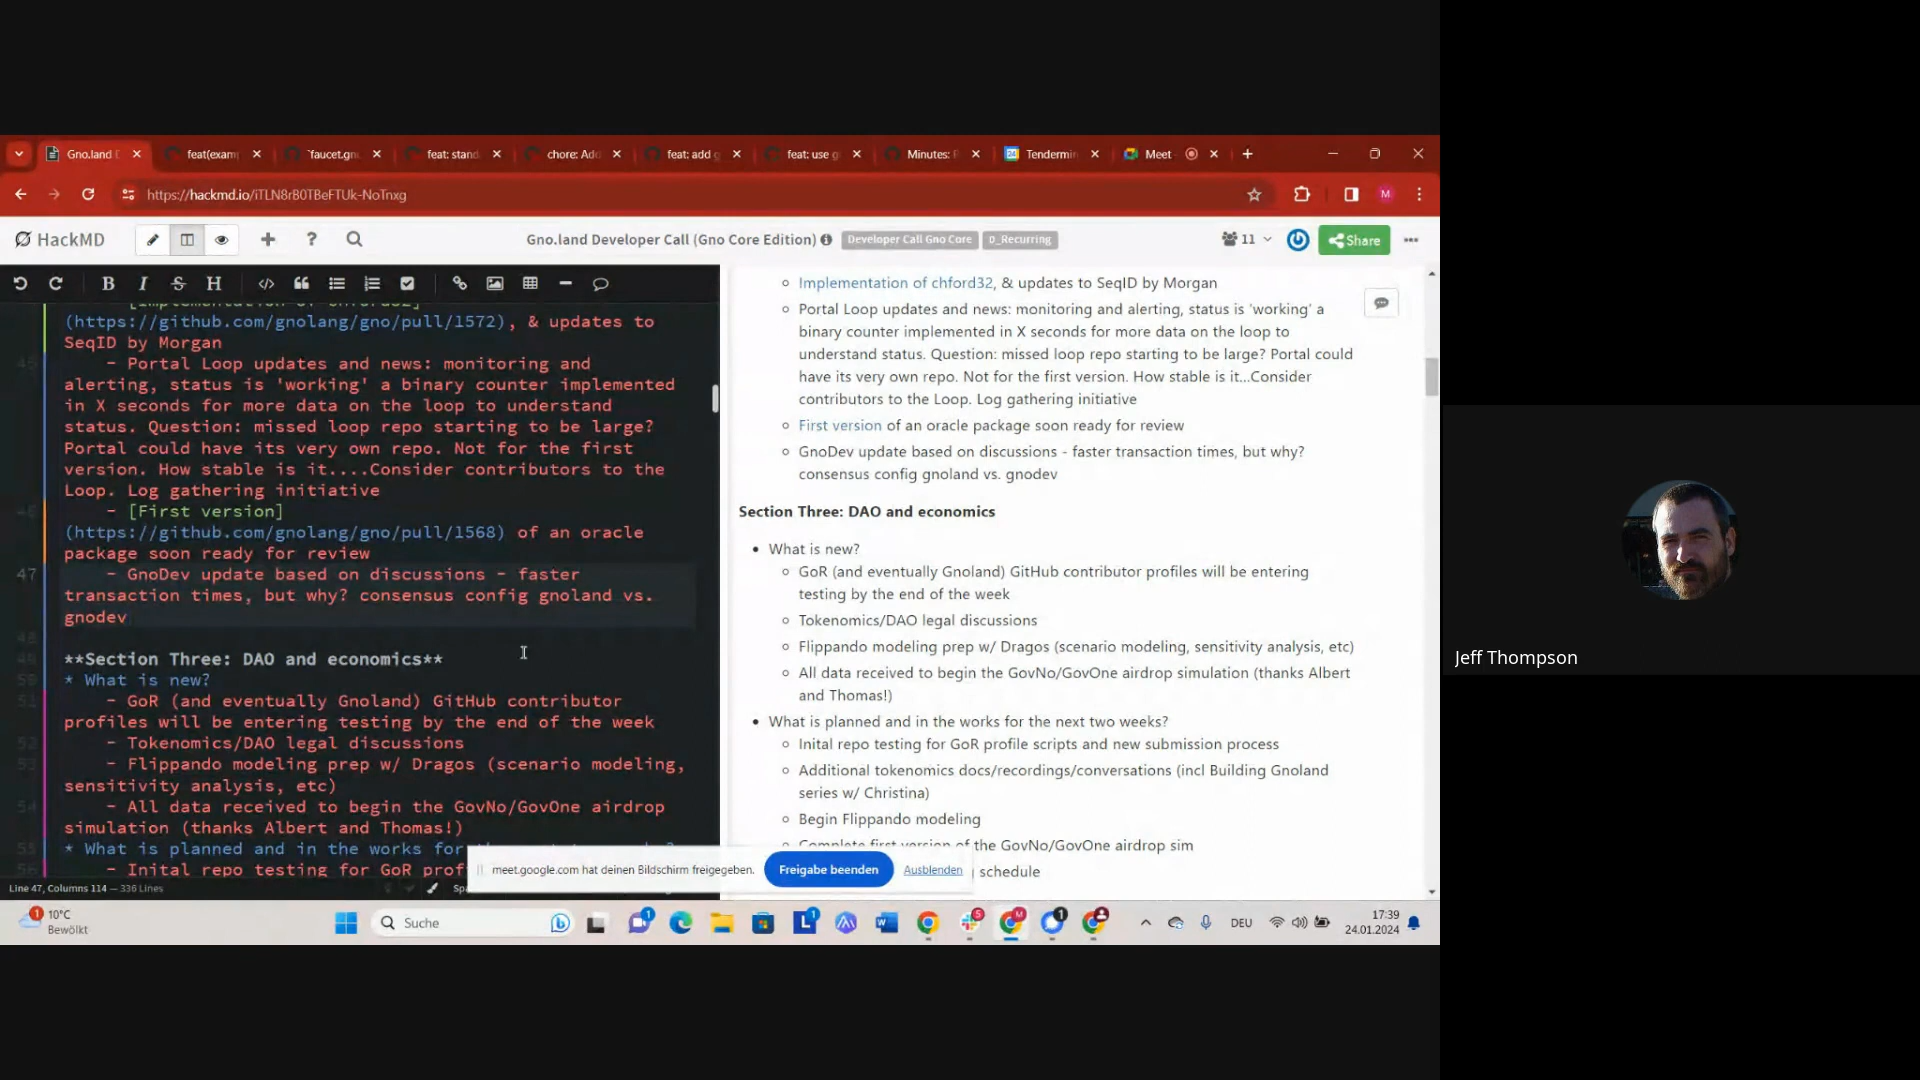 Gno.land
feat(exam
`faucet.gn
feat: stand
chore: Add
feat: add g
feat: use g
Minutes:
Tendermin
Meet
https://hackmd.io/iTLN8rB0TBeFTUk-NoTnxg
M
HackMD
Gno.land Developer Call (Gno Core Edition)
Developer Call Gno Core
D_Recurring
11
Share
(https://github.com/gnolang/gno/pull/1572), & updates to
SeqID by Morgan
- Portal Loop updates and news: monitoring and
alerting, status is 'working' a binary counter implemented
in X seconds for more data on the loop to understand
status. Question: missed loop repo starting to be large?
Portal could have its very own repo. Not for the first
version. How stable is it....Consider contributors to the
Loop. Log gathering initiative
46
- [First version]
(https://github.com/gnolang/gno/pull/1568) of an oracle
package soon ready for review
47
- GnoDev update based on discussions - faster
transaction times, but why? consensus config gnoland vs.
gnodev
48
49
**Section Three: DAO and economics**
50
* What is new?
51
- GoR (and eventually Gnoland) GitHub contributor
profiles will be entering testing by the end of the week
52
- Tokenomics/DAO legal discussions
53
- Flippando modeling prep w/ Dragos (scenario modeling,
sensitivity analysis, etc)
54
- All data received to begin the GovNo/GovOne airdrop
simulation (thanks Albert and Thomas!)
55
* What is planned and in the works for
56
- Inital repo testing for GoR prof
Line 47, Columns 114 — 336 Lines
Implementation of chford32, & updates to SeqID by Morgan
Portal Loop updates and news: monitoring and alerting, status is 'working' a
binary counter implemented in X seconds for more data on the loop to
understand status. Question: missed loop repo starting to be large? Portal could
have its very own repo. Not for the first version. How stable is it…Consider
contributors to the Loop. Log gathering initiative
First version of an oracle package soon ready for review
GnoDev update based on discussions - faster transaction times, but why?
consensus config gnoland vs. gnodev
Section Three: DAO and economics
What is new?
GoR (and eventually Gnoland) GitHub contributor profiles will be entering
testing by the end of the week
Tokenomics/DAO legal discussions
Flippando modeling prep w/ Dragos (scenario modeling, sensitivity analysis, etc)
All data received to begin the GovNo/GovOne airdrop simulation (thanks Albert
and Thomas!)
What is planned and in the works for the next two weeks?
Inital repo testing for GoR profile scripts and new submission process
Additional tokenomics docs/recordings/conversations (incl Building Gnoland
series w/ Christina)
Begin Flippando modeling
Complete first version of the GovNo/GovOne airdrop sim
schedule
meet.google.com hat deinen Bildschirm freigegeben.
Freigabe beenden
Ausblenden
10°C
Bewölkt
Suche
DEU
17:39
24.01.2024
Jeff Thompson